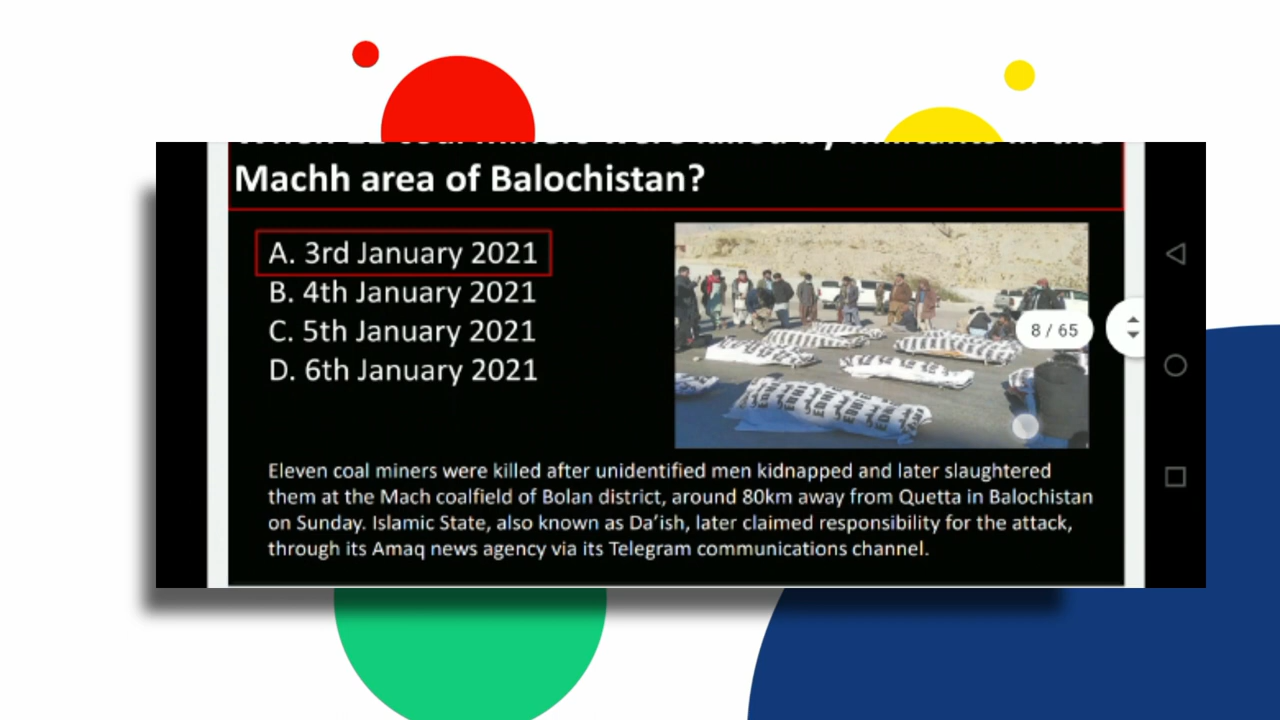 Machh area of Balochistan?
A. 3rd January 2021
B. 4th January 2021
C. 5th January 2021
D. 6th January 2021
8 / 65
Eleven coal miners were killed after unidentified men kidnapped and later slaughtered
them at the Mach coalfield of Bolan district, around 80km away from Quetta in Balochistan
on Sunday. Islamic State, also known as Da'ish, later claimed responsibility for the attack,
through its Amaq news agency via its Telegram communications channel.